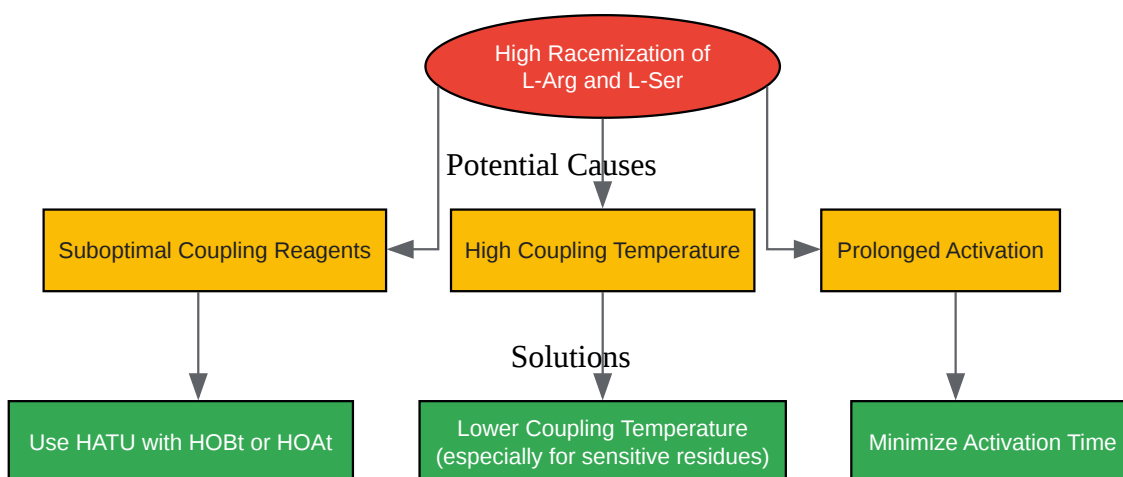 High Racemization of
L-Arg and L-Ser
Potential Causes
Suboptimal Coupling Reagents
High Coupling Temperature
Prolonged Activation
Solutions
Use HATU with HOBt or HOAt
Lower Coupling Temperature
(especially for sensitive residues)
Minimize Activation Time